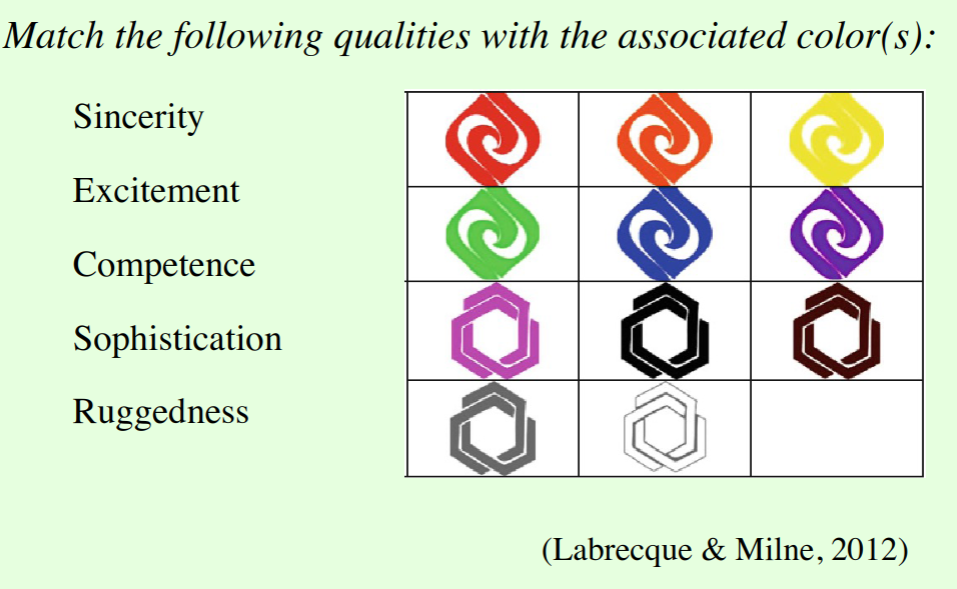 Match the following qualities with the associated color(s):
Sincerity
Excitement
Competence
Sophistication
Ruggedness
(Labrecque & Milne, 2012)